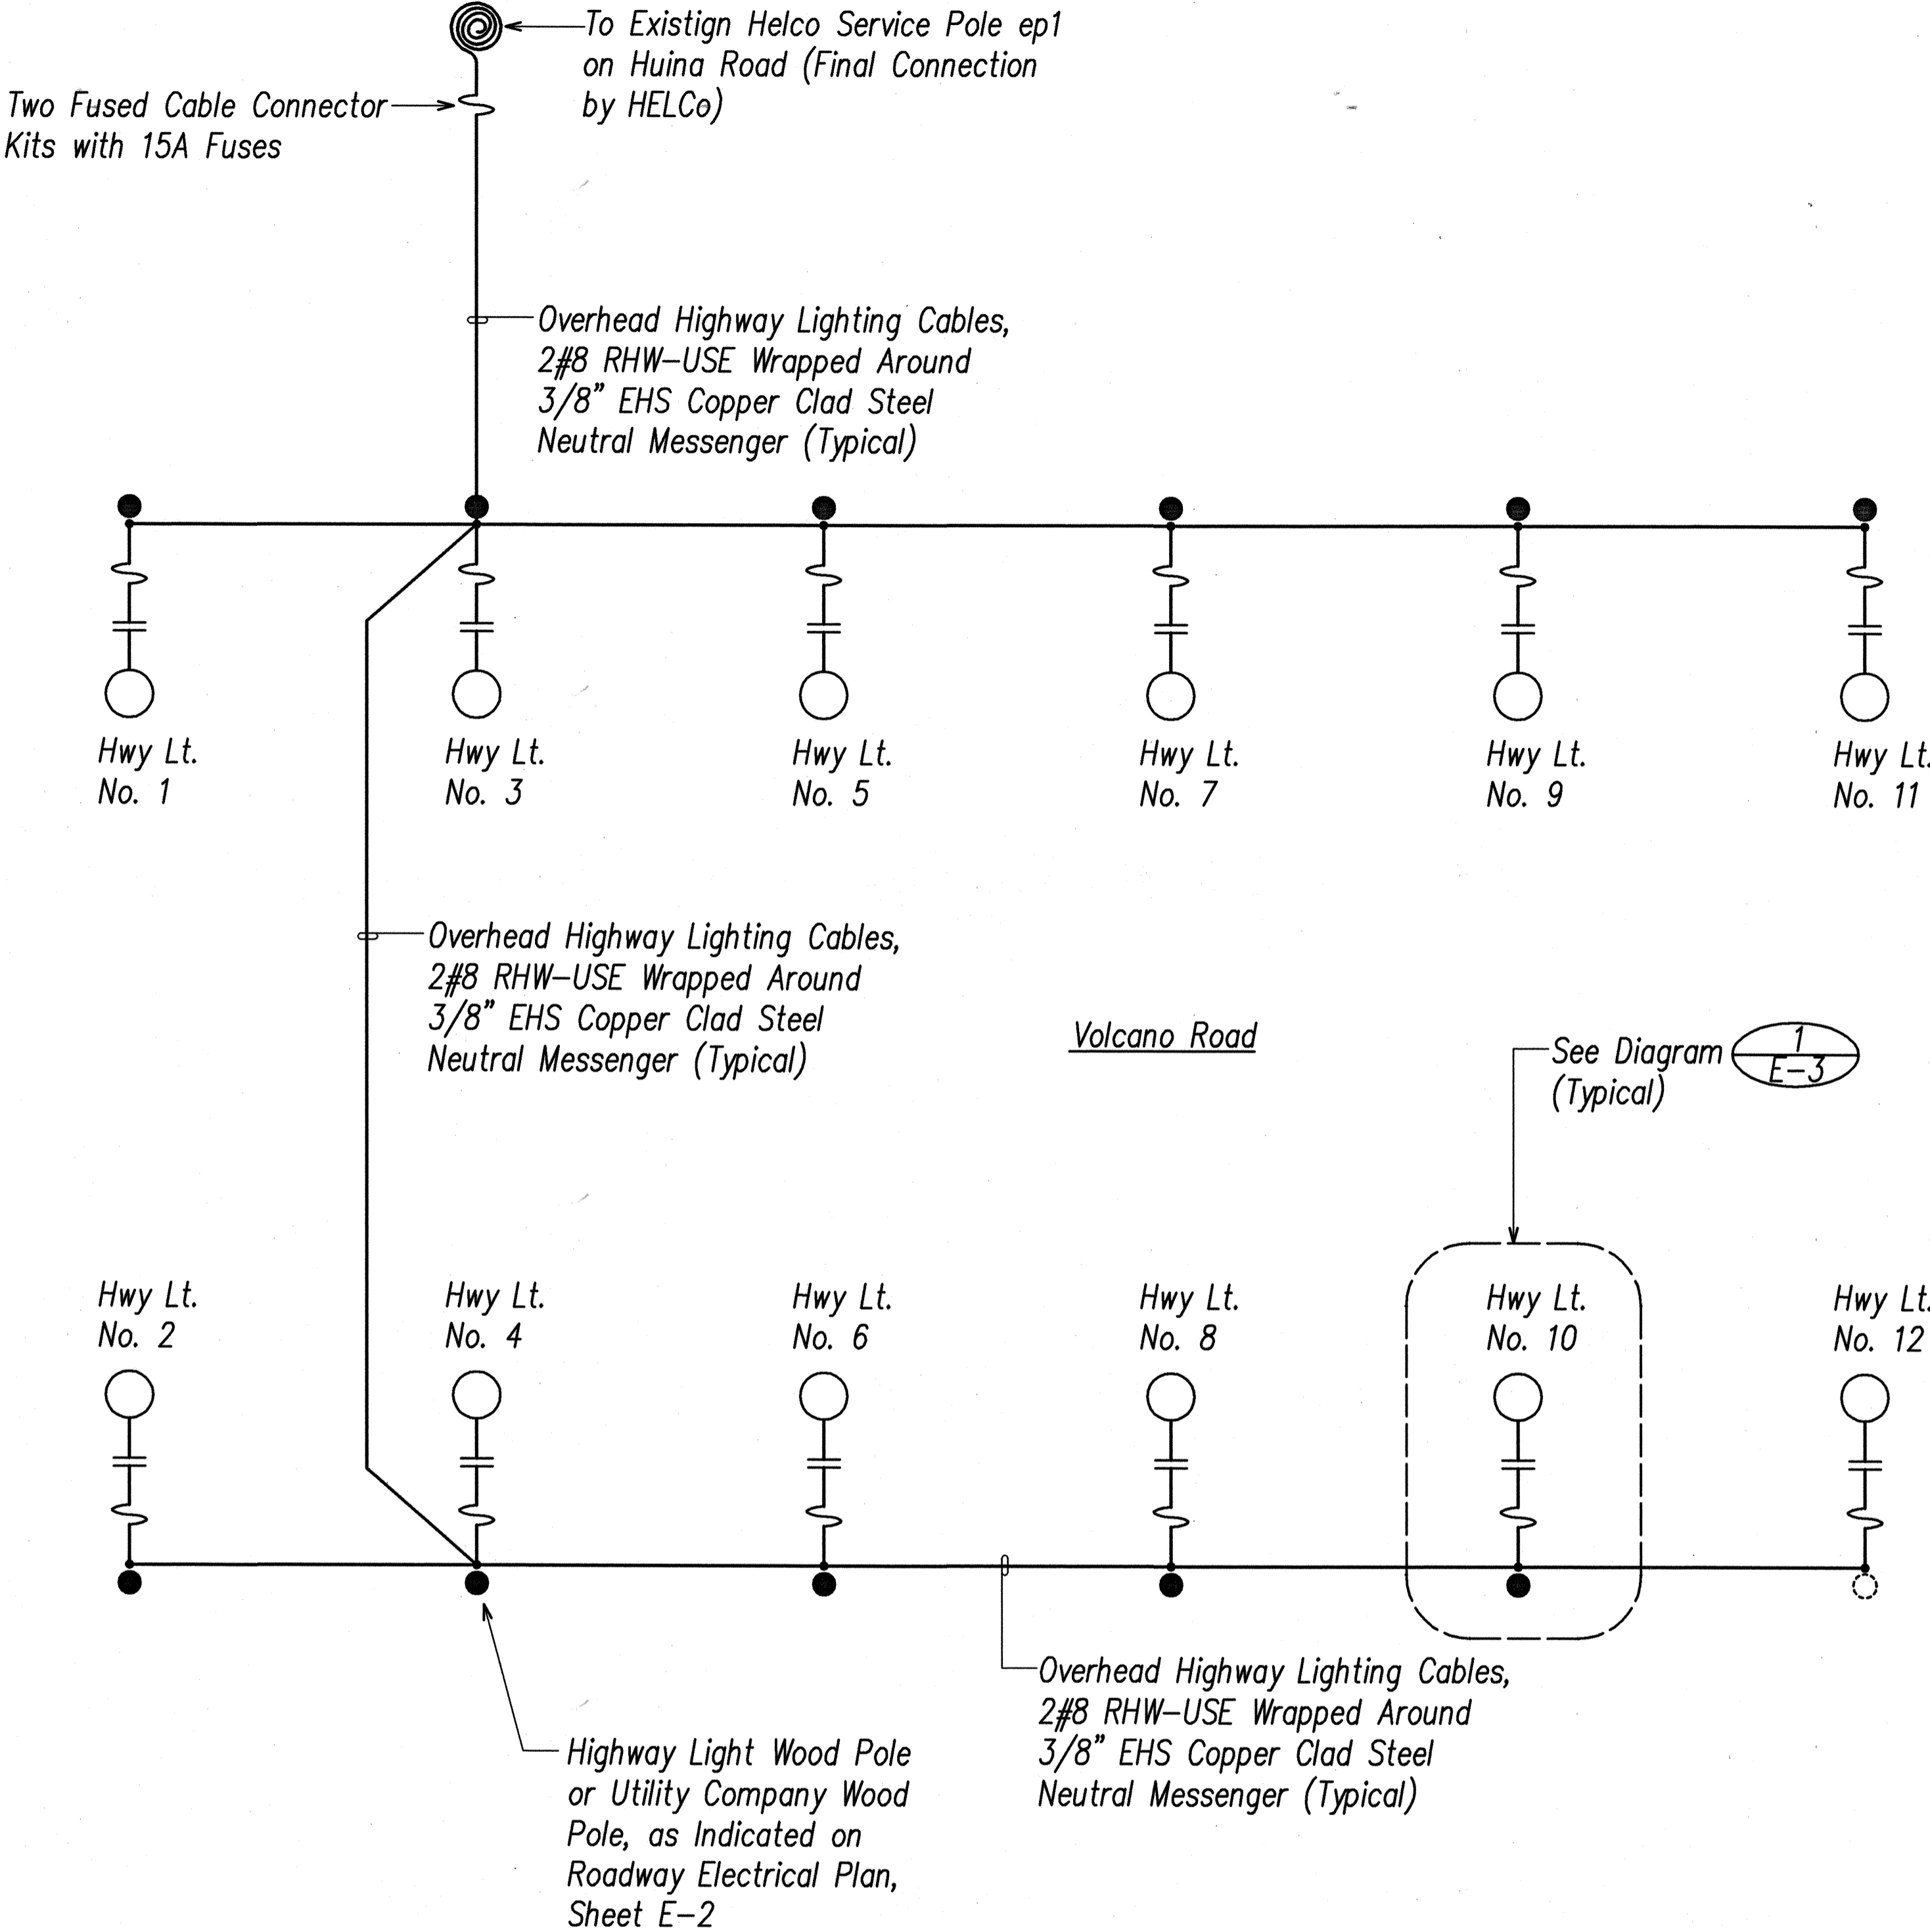 To Existign Helco Service Pole ep1
on Huina Road (Final Connection
by HELCo)
Two Fused Cable Connector
Kits with 15A Fuses
Overhead Highway Lighting Cables,
2#8 RHW-USE Wrapped Around
3/8" EHS Copper Clad Steel
Neutral Messenger (Typical)
Hwy Lt.
No. 1
Hwy Lt.
No. 3
Hwy Lt.
No. 5
Hwy Lt.
No. 7
Hwy Lt.
No. 9
Hwy Lt.
No. 11
Overhead Highway Lighting Cables,
2#8 RHW-USE Wrapped Around
3/8" EHS Copper Clad Steel
Neutral Messenger (Typical)
Volcano Road
See Diagram
(Typical)
1
E-3
Hwy Lt.
No. 2
Hwy Lt.
No. 4
Hwy Lt.
No. 6
Hwy Lt.
No. 8
Hwy Lt.
No. 10
Hwy Lt.
No. 12
Overhead Highway Lighting Cables,
2#8 RHW-USE Wrapped Around
3/8" EHS Copper Clad Steel
Neutral Messenger (Typical)
Highway Light Wood Pole
or Utility Company Wood
Pole, as Indicated on
Roadway Electrical Plan,
Sheet E-2